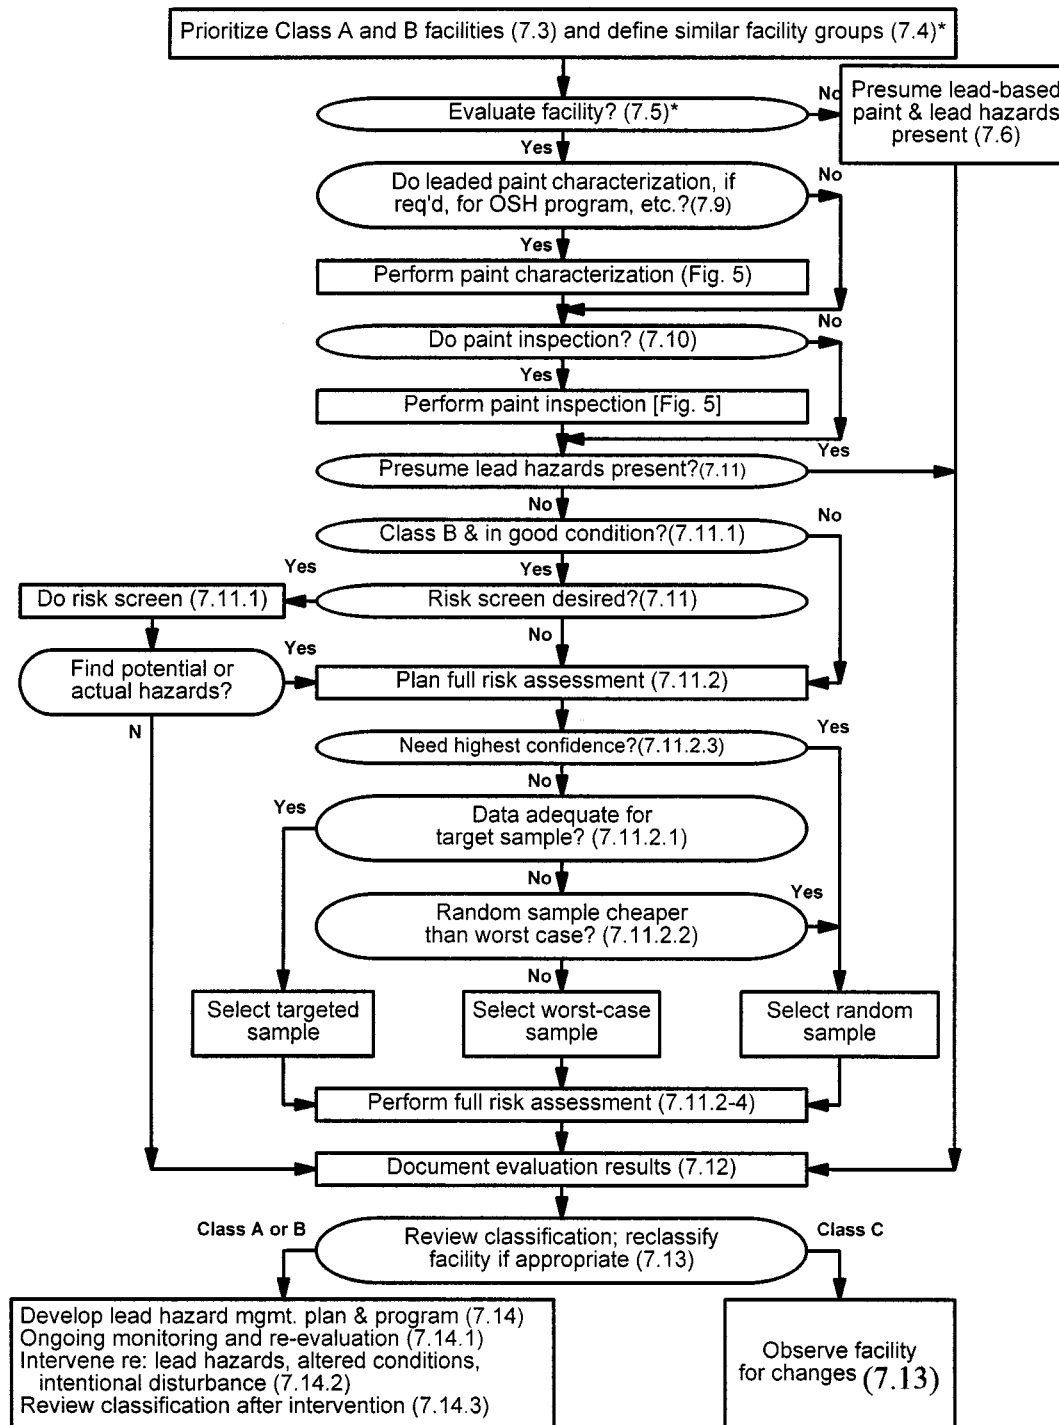 Prioritize Class A and B facilities (7.3) and define similar facility groups (7.4)*
No
Presume lead-based
paint & lead hazards
present (7.6)
Evaluate facility? (7.5)*
Yes
No
Do leaded paint characterization, if
req'd, for OSH program, etc.?(7.9)
Yes
Perform paint characterization (Fig. 5)
No
Do paint inspection? (7.10)
Yes
Perform paint inspection [Fig. 5]
Yes
Presume lead hazards present?(7.11)
No
No
Class B & in good condition?(7.11.1)
Yes
Yes
Do risk screen (7.11.1)
Risk screen desired?(7.11)
No
Yes
Find potential or
actual hazards?
Plan full risk assessment (7.11.2)
N
Yes
Need highest confidence?(7.11.2.3)
No
Yes
Data adequate for
target sample? (7.11.2.1)
No
Yes
Random sample cheaper
than worst case? (7.11.2.2)
No
Select targeted
sample
Select worst-case
sample
Select random
sample
Perform full risk assessment (7.11.2-4)
Document evaluation results (7.12)
Class A or B
Class C
Review classification; reclassify
facility if appropriate (7.13)
Develop lead hazard mgmt. plan & program (7.14)
Ongoing monitoring and re-evaluation (7.14.1)
Intervene re: lead hazards, altered conditions,
intentional disturbance (7.14.2)
Review classification after intervention (7.14.3)
Observe facility
for changes (7.13)